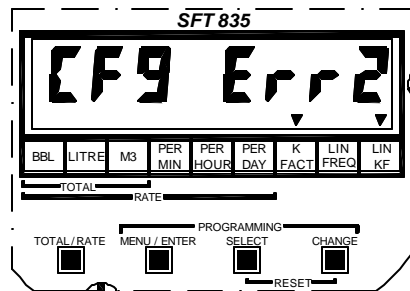 SFT 835
CFg Err2
BBL LITRE M3 PER MIN PER HOUR PER DAY K FACT LIN FREQ LIN KF
TOTAL
RATE
PROGRAMMING
TOTAL/RATE MENU / ENTER SELECT CHANGE
RESET